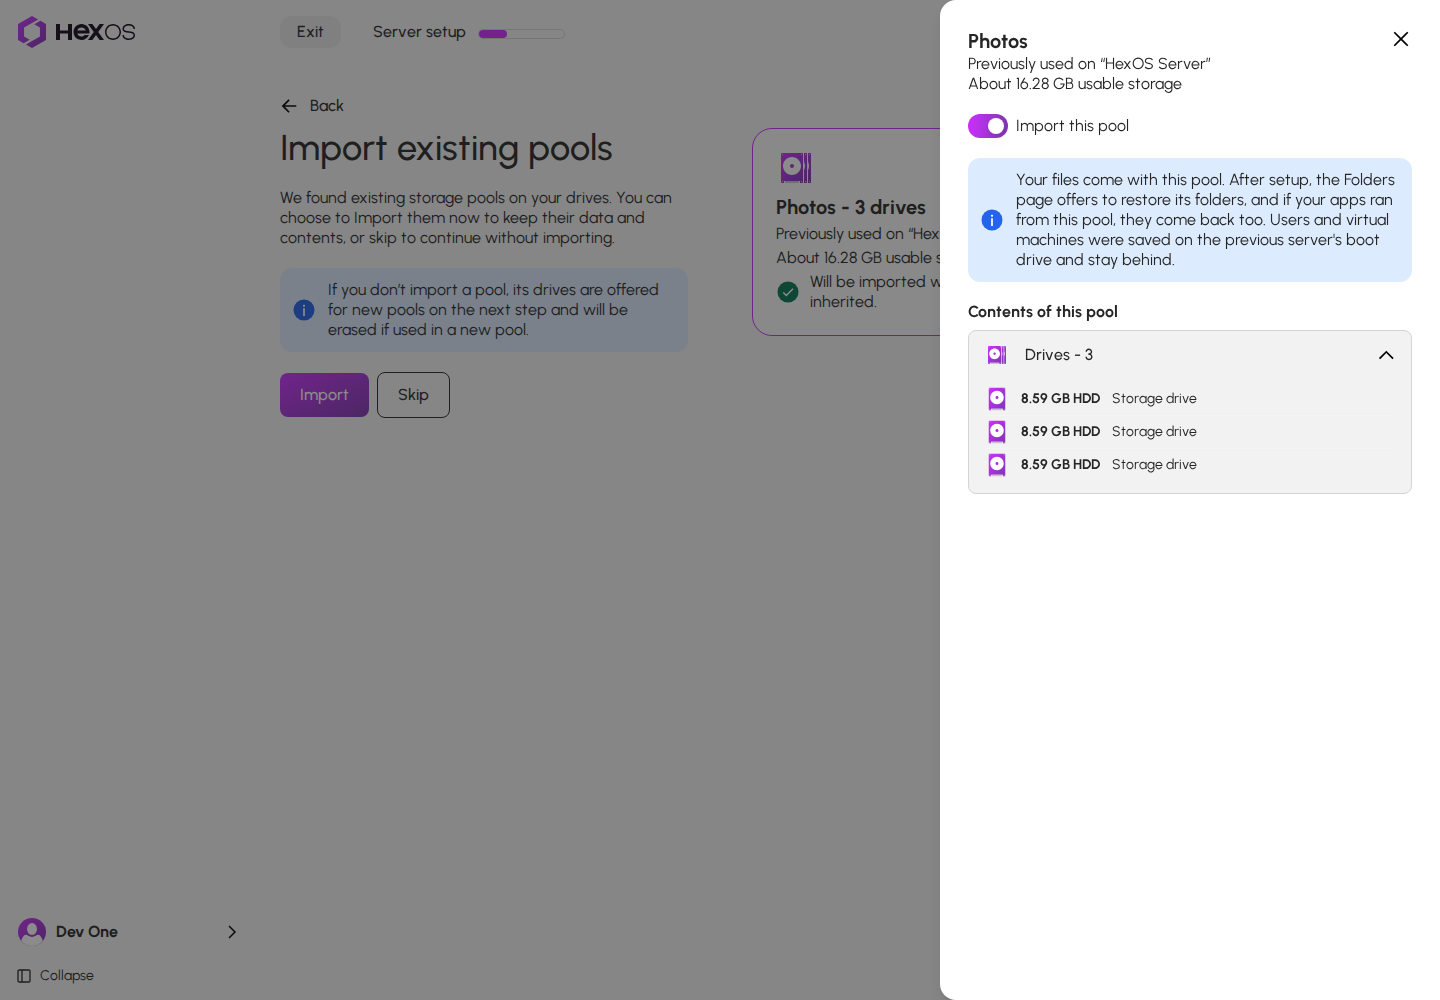 HexOS
Exit
Server setup
Back
Import existing pools
We found existing storage pools on your drives. You can
choose to Import them now to keep their data and
contents, or skip to continue without importing.
If you don’t import a pool, its drives are offered
for new pools on the next step and will be
erased if used in a new pool.
Import
Skip
Photos - 3 drives
Previously used on “Hex
About 16.28 GB usable s
Will be imported w
inherited.
Dev One
Collapse
Photos
Previously used on “HexOS Server”
About 16.28 GB usable storage
Import this pool
Your files come with this pool. After setup, the Folders
page offers to restore its folders, and if your apps ran
from this pool, they come back too. Users and virtual
machines were saved on the previous server's boot
drive and stay behind.
Contents of this pool
Drives - 3
8.59 GB HDD Storage drive
8.59 GB HDD Storage drive
8.59 GB HDD Storage drive